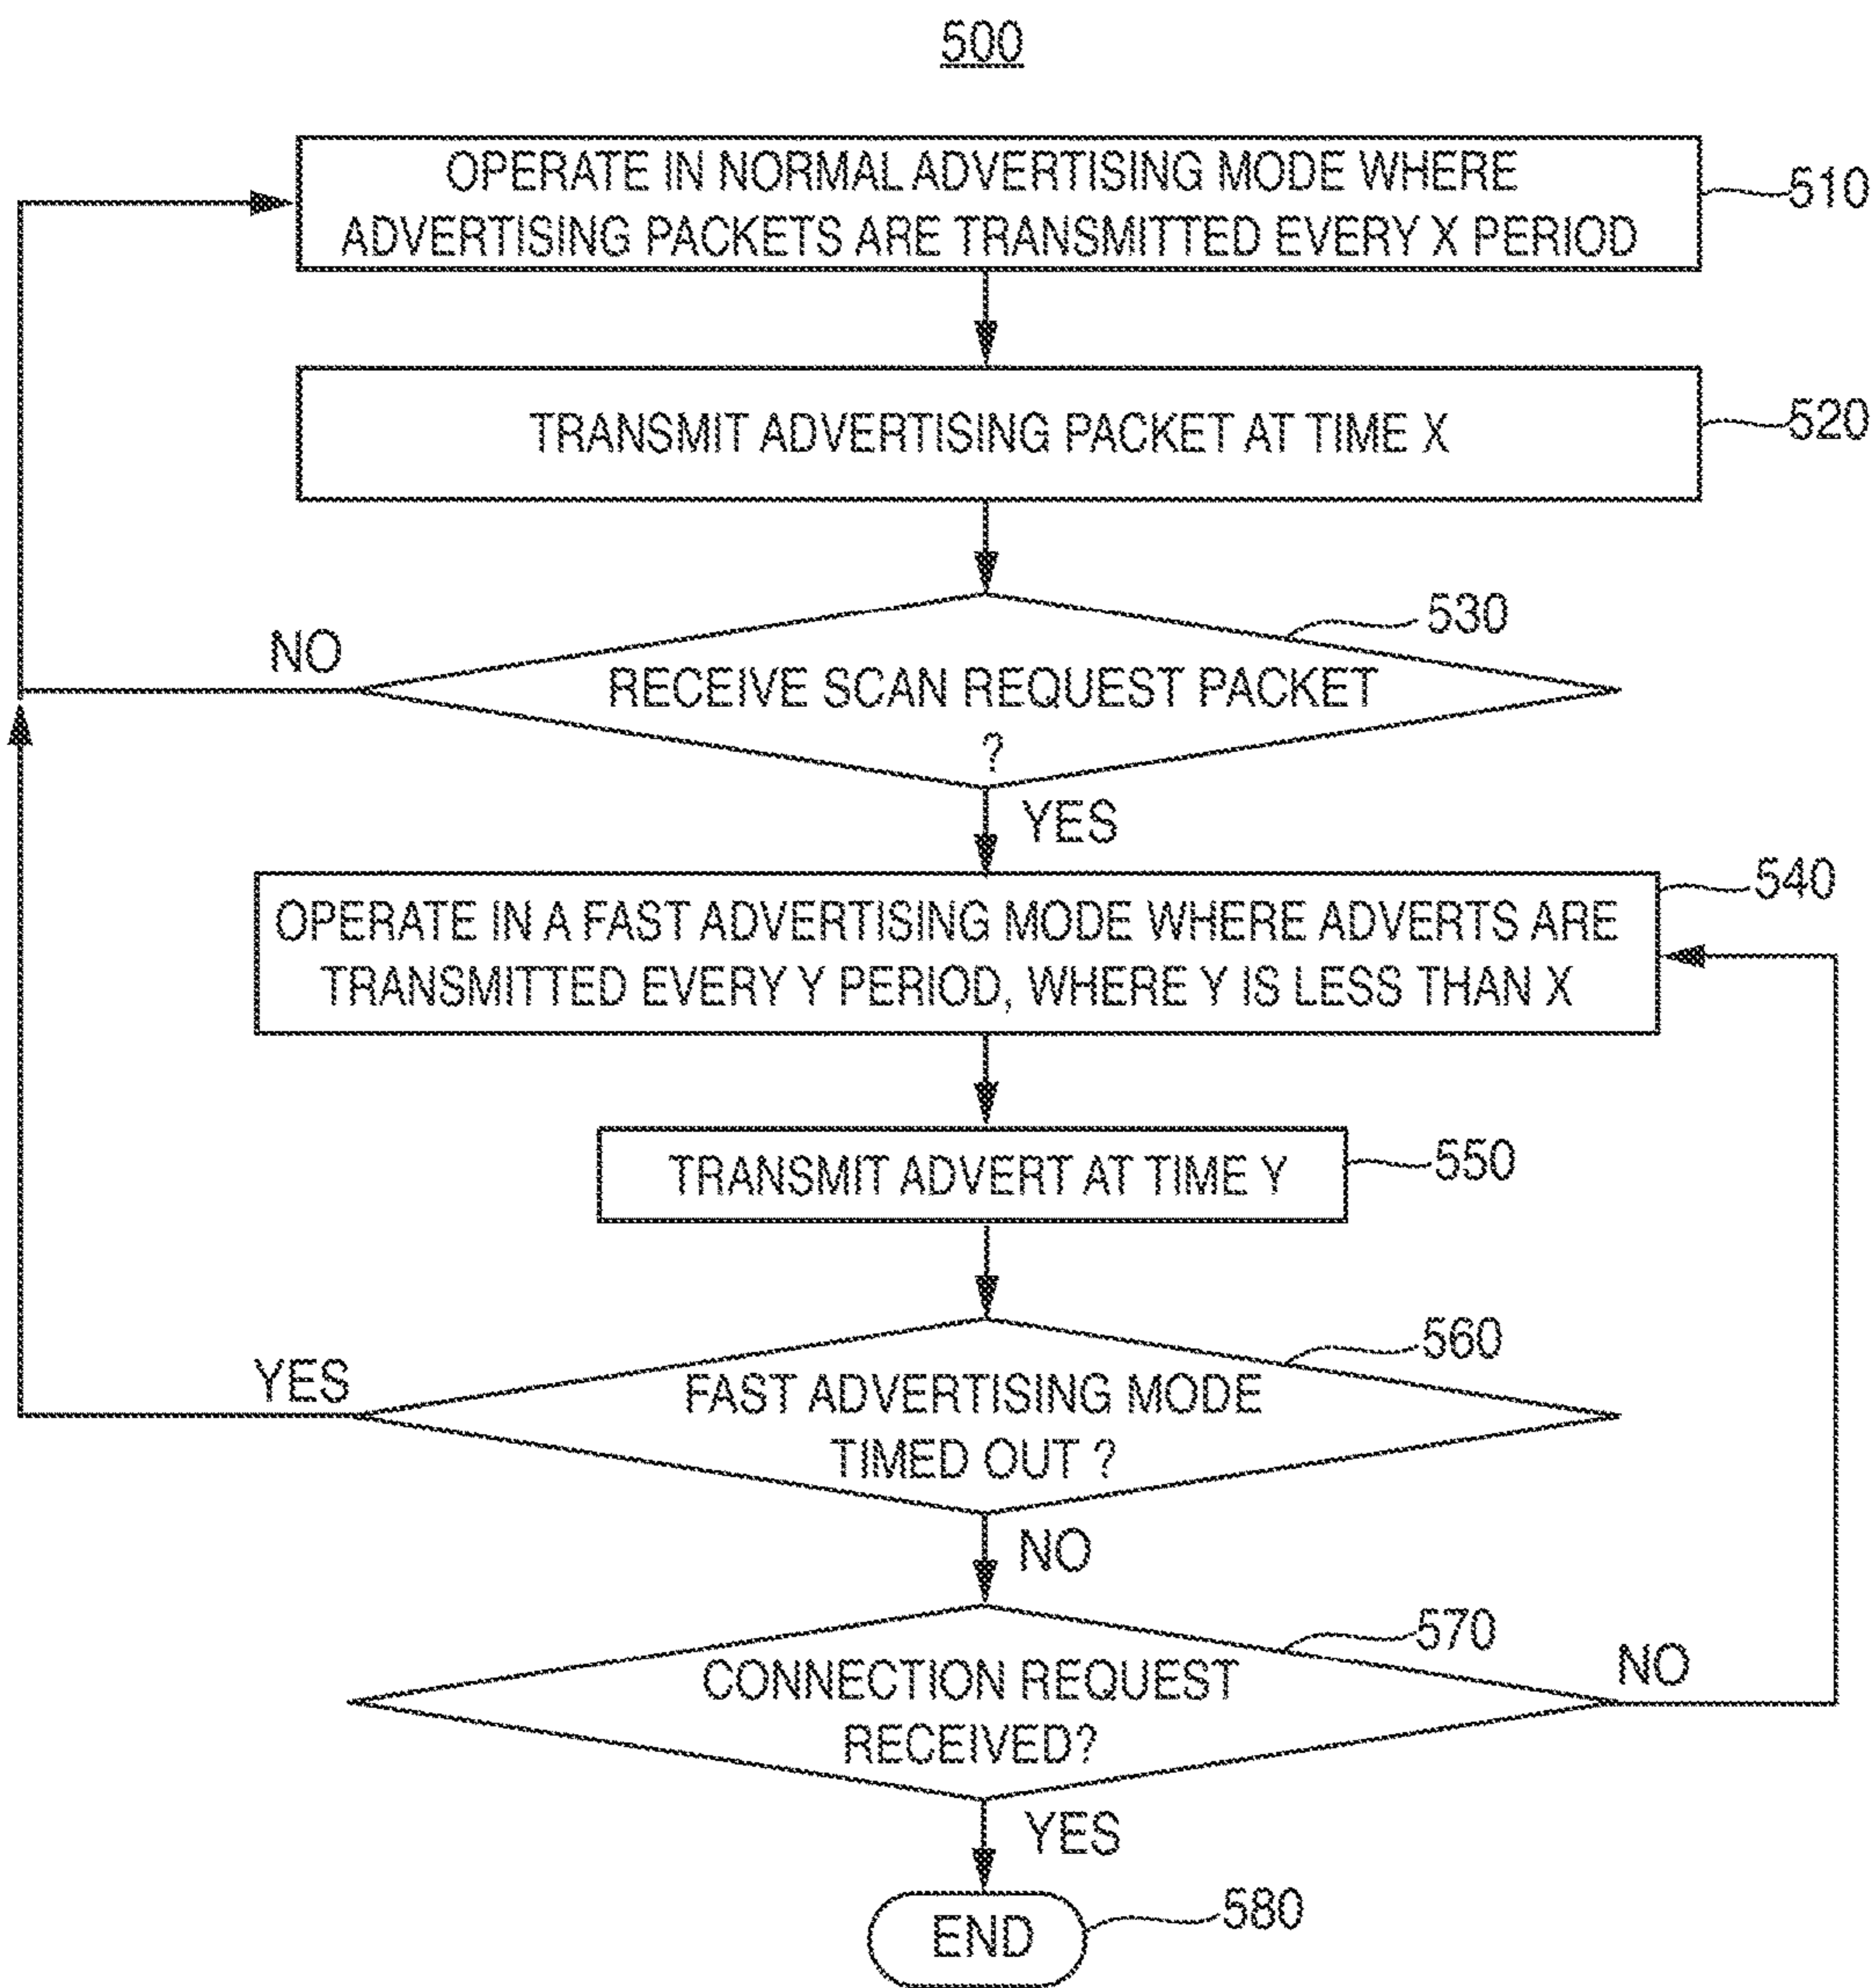 500
OPERATE IN NORMAL ADVERTISING MODE WHERE
ADVERTISING PACKETS ARE TRANSMITTED EVERY X PERIOD
510
TRANSMIT ADVERTISING PACKET AT TIME X
520
530
NO
RECEIVE SCAN REQUEST PACKET
?
YES
540
OPERATE IN A FAST ADVERTISING MODE WHERE ADVERTS ARE
TRANSMITTED EVERY Y PERIOD, WHERE Y IS LESS THAN X
TRANSMIT ADVERT AT TIME Y
550
560
YES
FAST ADVERTISING MODE
TIMED OUT ?
NO
570
NO
CONNECTION REQUEST
RECEIVED?
YES
END
580